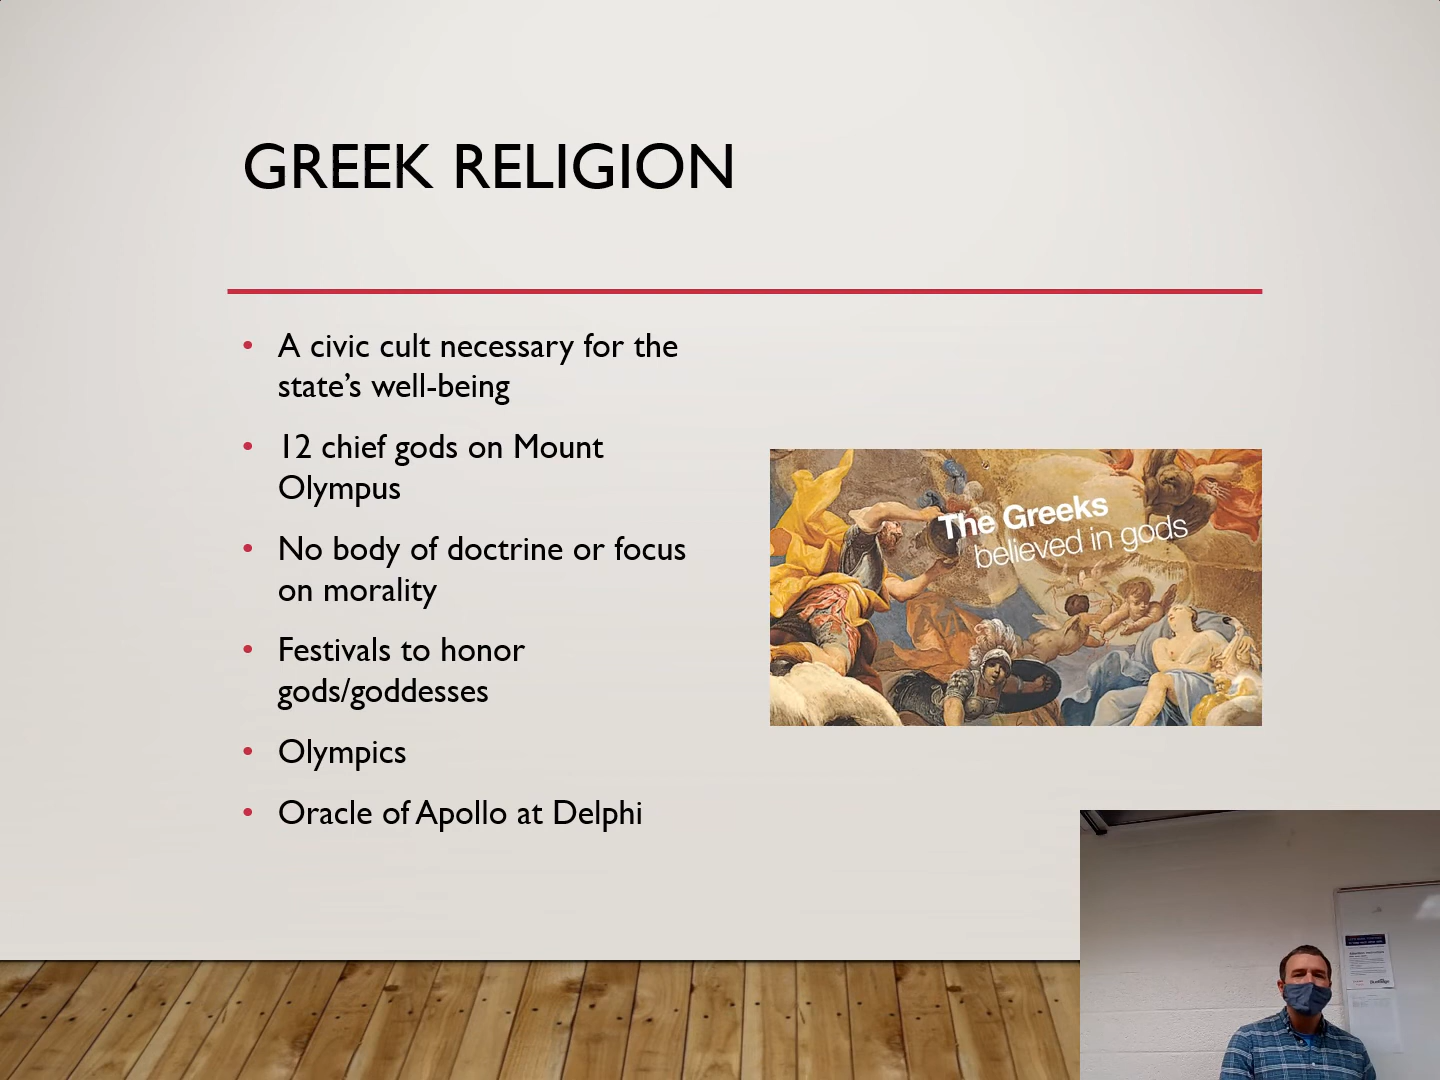 GREEK RELIGION
• A civic cult necessary for the
state’s well-being
• 12 chief gods on Mount
Olympus
• No body of doctrine or focus
on morality
• Festivals to honor
gods/goddesses
• Olympics
• Oracle of Apollo at Delphi
The Greeks
believed in gods